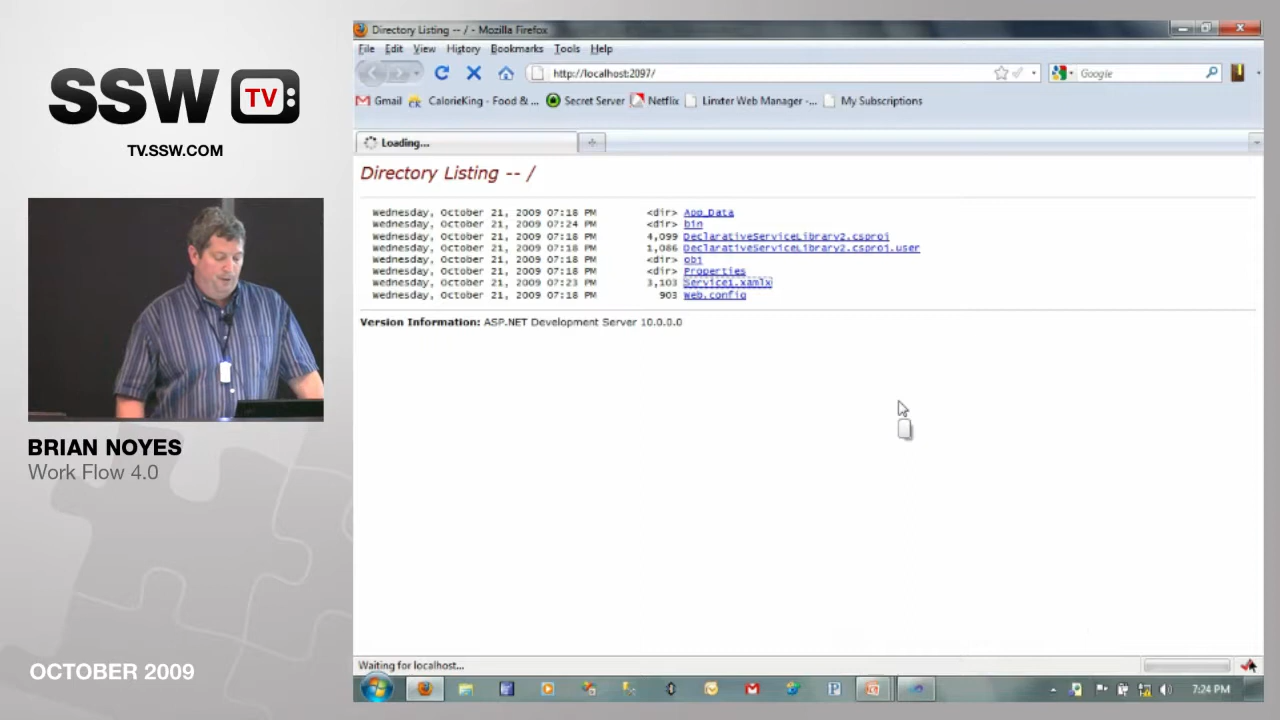 SSW TV:
TV.SSW.COM
BRIAN NOYES
Work Flow 4.0
OCTOBER 2009
Directory Listing -- / - Mozilla Firefox
File Edit View History Bookmarks Tools Help
http://localhost:2097/
Google
Gmail CalorieKing - Food & ... Secret Server Netflix Linxter Web Manager -... My Subscriptions
Loading...
Directory Listing -- /
Wednesday, October 21, 2009 07:18 PM <dir> App_Data
Wednesday, October 21, 2009 07:24 PM <dir> bin
Wednesday, October 21, 2009 07:18 PM 4,099 DeclarativeServiceLibrary2.csproj
Wednesday, October 21, 2009 07:18 PM 1,086 DeclarativeServiceLibrary2.csproj.user
Wednesday, October 21, 2009 07:18 PM <dir> obj
Wednesday, October 21, 2009 07:18 PM <dir> Properties
Wednesday, October 21, 2009 07:23 PM 3,103 Service1.xamlx
Wednesday, October 21, 2009 07:18 PM 903 Web.config
Version Information: ASP.NET Development Server 10.0.0.0
Waiting for localhost...
7:24 PM